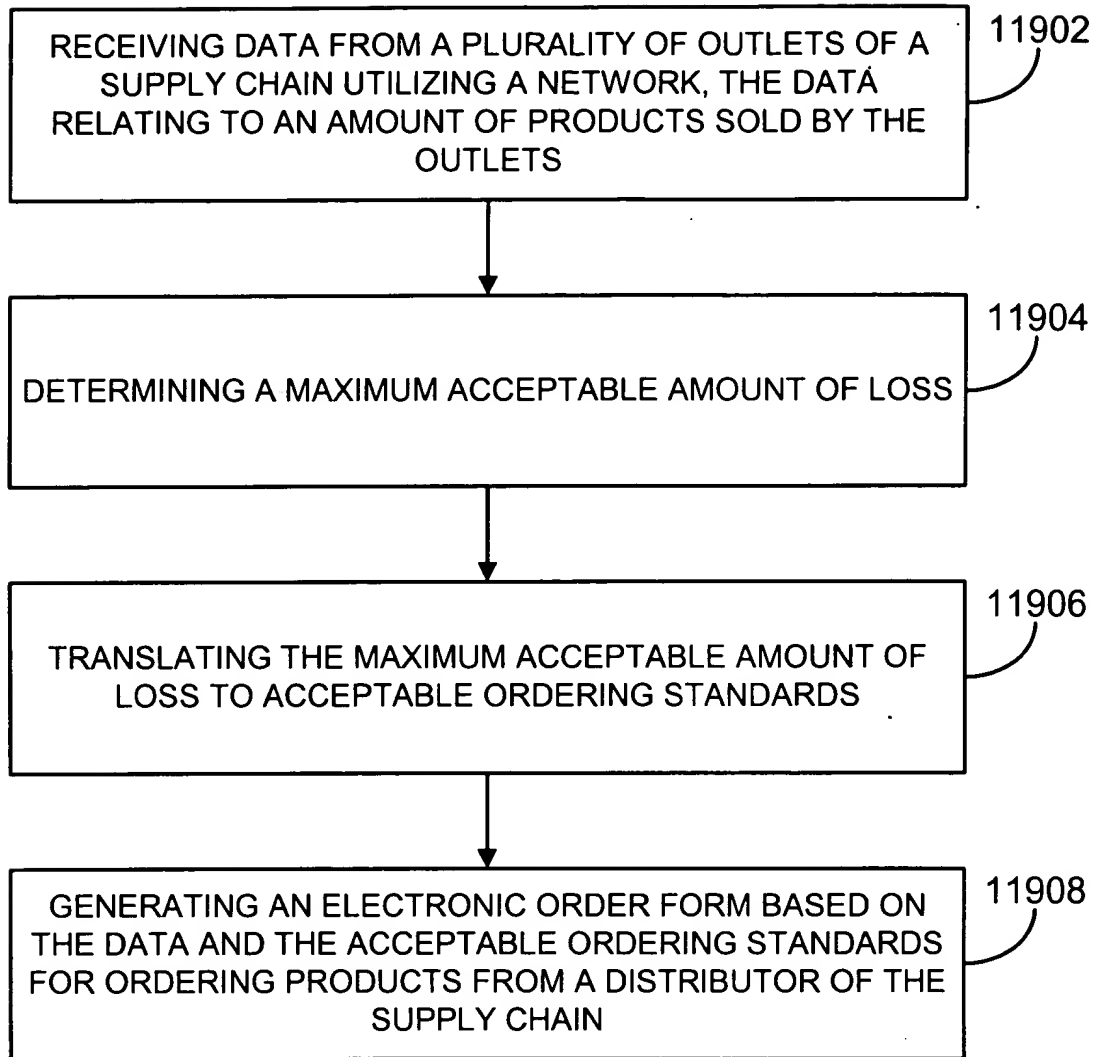 RECEIVING DATA FROM A PLURALITY OF OUTLETS OF A
SUPPLY CHAIN UTILIZING A NETWORK, THE DATA
RELATING TO AN AMOUNT OF PRODUCTS SOLD BY THE
OUTLETS
11902
DETERMINING A MAXIMUM ACCEPTABLE AMOUNT OF LOSS
11904
TRANSLATING THE MAXIMUM ACCEPTABLE AMOUNT OF
LOSS TO ACCEPTABLE ORDERING STANDARDS
11906
GENERATING AN ELECTRONIC ORDER FORM BASED ON
THE DATA AND THE ACCEPTABLE ORDERING STANDARDS
FOR ORDERING PRODUCTS FROM A DISTRIBUTOR OF THE
SUPPLY CHAIN
11908